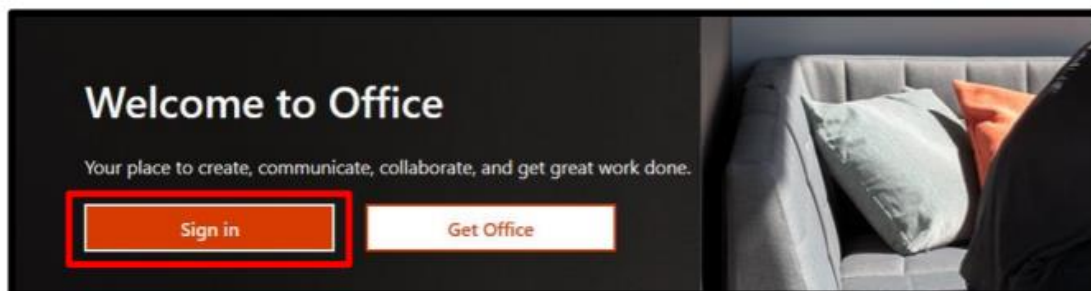 Welcome to Office
Your place to create, communicate, collaborate, and get great work done.
Sign in
Get Office